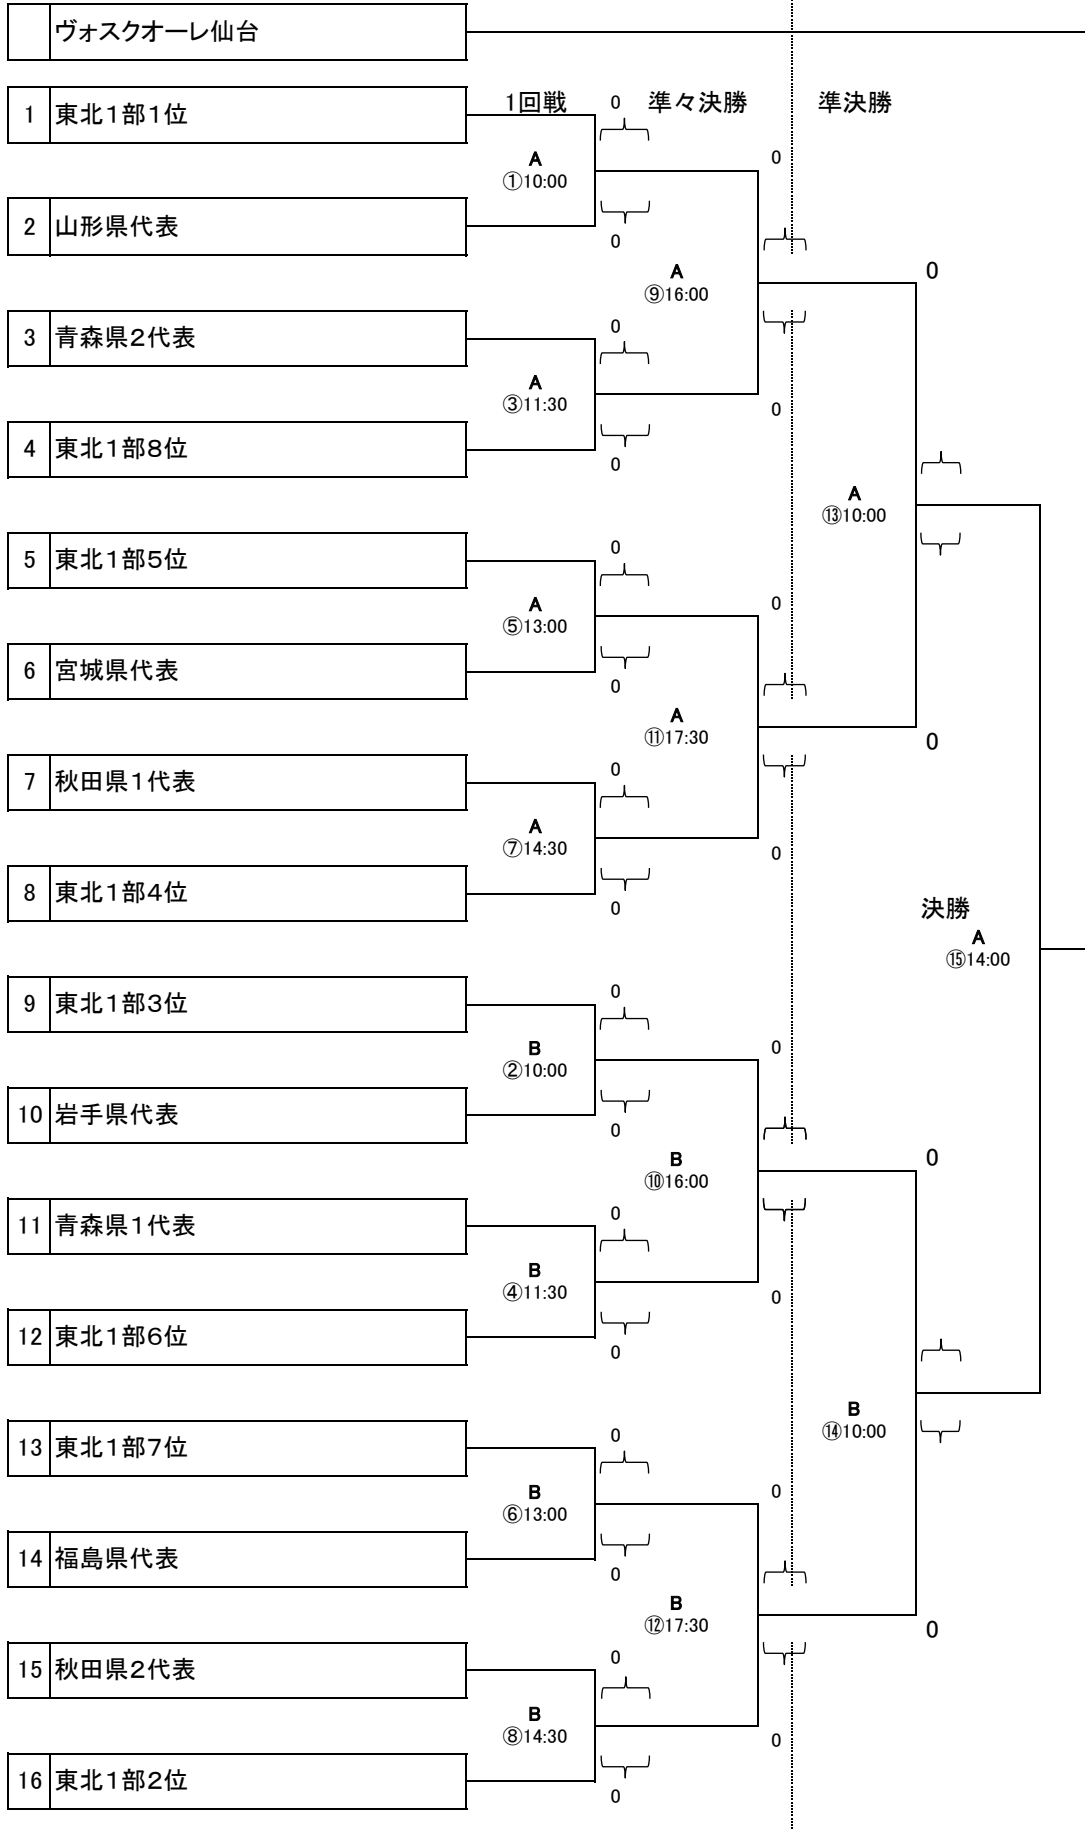 ヴォスクオーレ仙台
1 東北1部1位
1回戦 0 準々決勝 準決勝
A
①10:00
0
2 山形県代表
0
A
⑨16:00
0
3 青森県2代表
0
A
③11:30
0
4 東北1部8位
0
A
⑬10:00
5 東北1部5位
0
A
⑤13:00
0
6 宮城県代表
0
A
⑪17:30
0
7 秋田県1代表
0
A
⑦14:30
0
8 東北1部4位
0
決勝
A
⑮14:00
9 東北1部3位
0
B
②10:00
0
10 岩手県代表
0
B
⑩16:00
0
11 青森県1代表
0
B
④11:30
0
12 東北1部6位
0
B
⑭10:00
13 東北1部7位
0
B
⑥13:00
0
14 福島県代表
0
B
⑫17:30
0
15 秋田県2代表
0
B
⑧14:30
0
16 東北1部2位
0